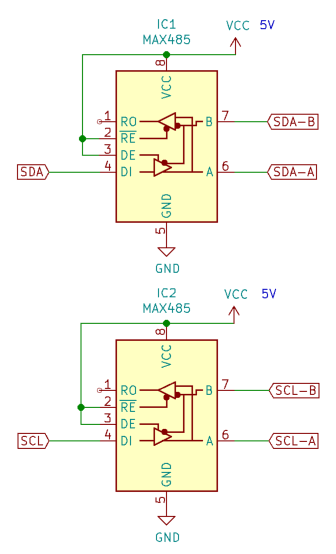 IC1
MAX485
VCC 5V
8
VCC
1 RO
2 RE
3 DE
SDA 4 DI
B 7 SDA-B
A 6 SDA-A
GND
5
GND
IC2
MAX485
VCC 5V
8
VCC
1 RO
2 RE
3 DE
SCL 4 DI
B 7 SCL-B
A 6 SCL-A
GND
5
GND